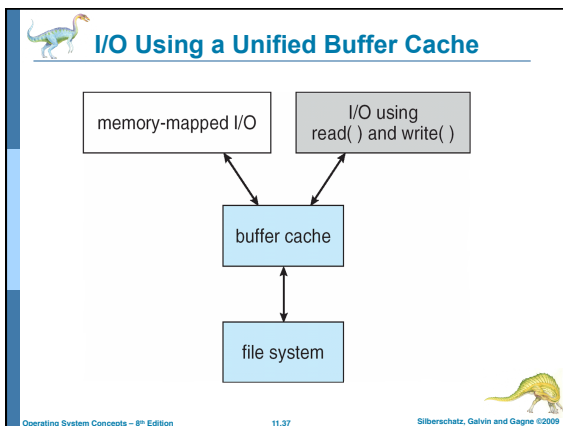 I/O Using a Unified Buffer Cache
memory-mapped I/O
I/O using
read( ) and write( )
buffer cache
file system
Operating System Concepts – 8th Edition
11.37
Silberschatz, Galvin and Gagne ©2009